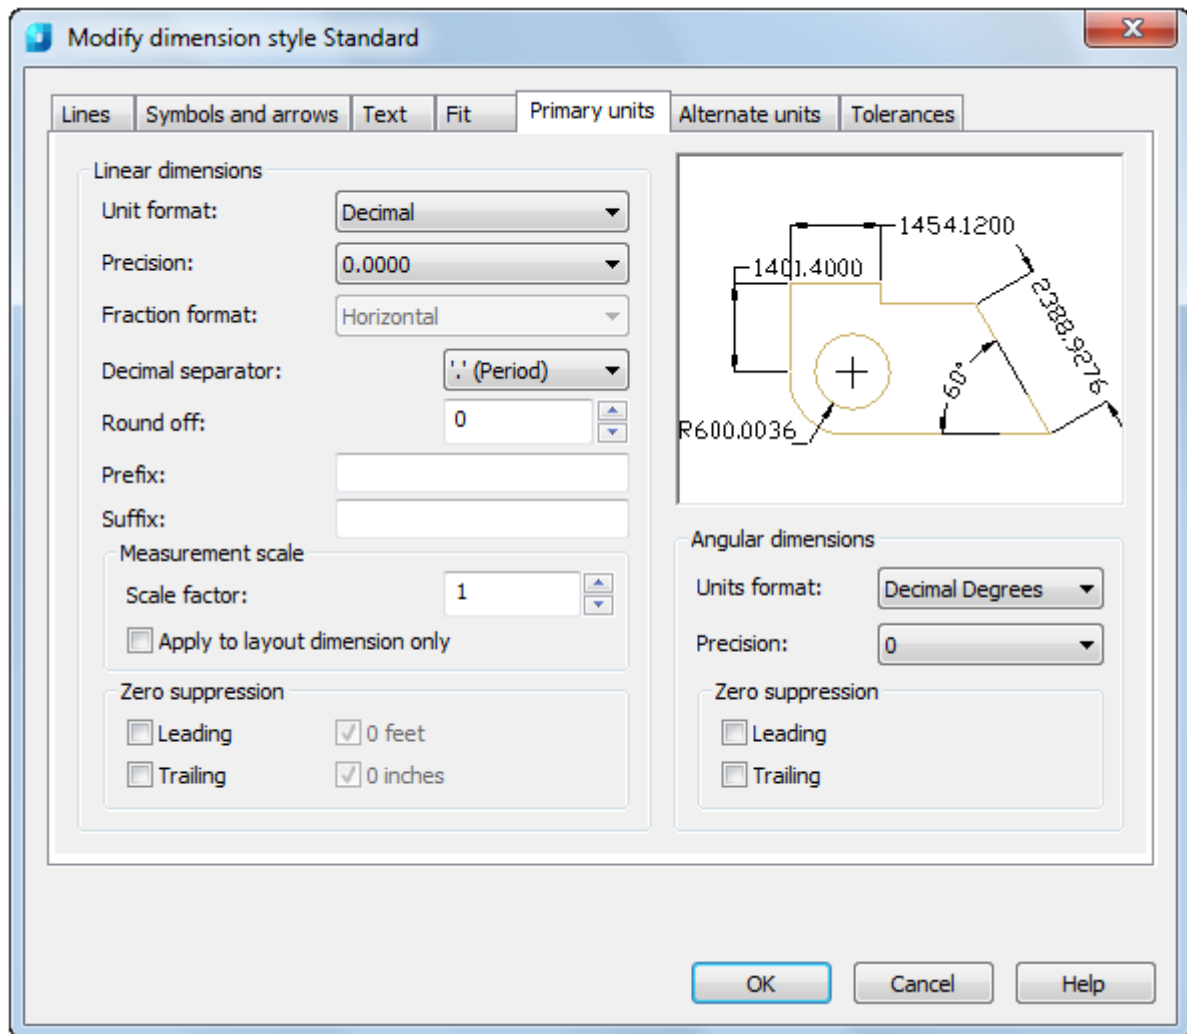 Modify dimension style Standard
Lines Symbols and arrows Text Fit Primary units Alternate units Tolerances
Linear dimensions
Unit format: Decimal
Precision: 0.0000
Fraction format: Horizontal
Decimal separator: '.' (Period)
Round off: 0
Prefix:
Suffix:
Measurement scale
Scale factor: 1
Apply to layout dimension only
Zero suppression
Leading 0 feet
Trailing 0 inches
1454.1200
1401.4000
2388.9276
60°
R600.0036
Angular dimensions
Units format: Decimal Degrees
Precision: 0
Zero suppression
Leading
Trailing
OK Cancel Help